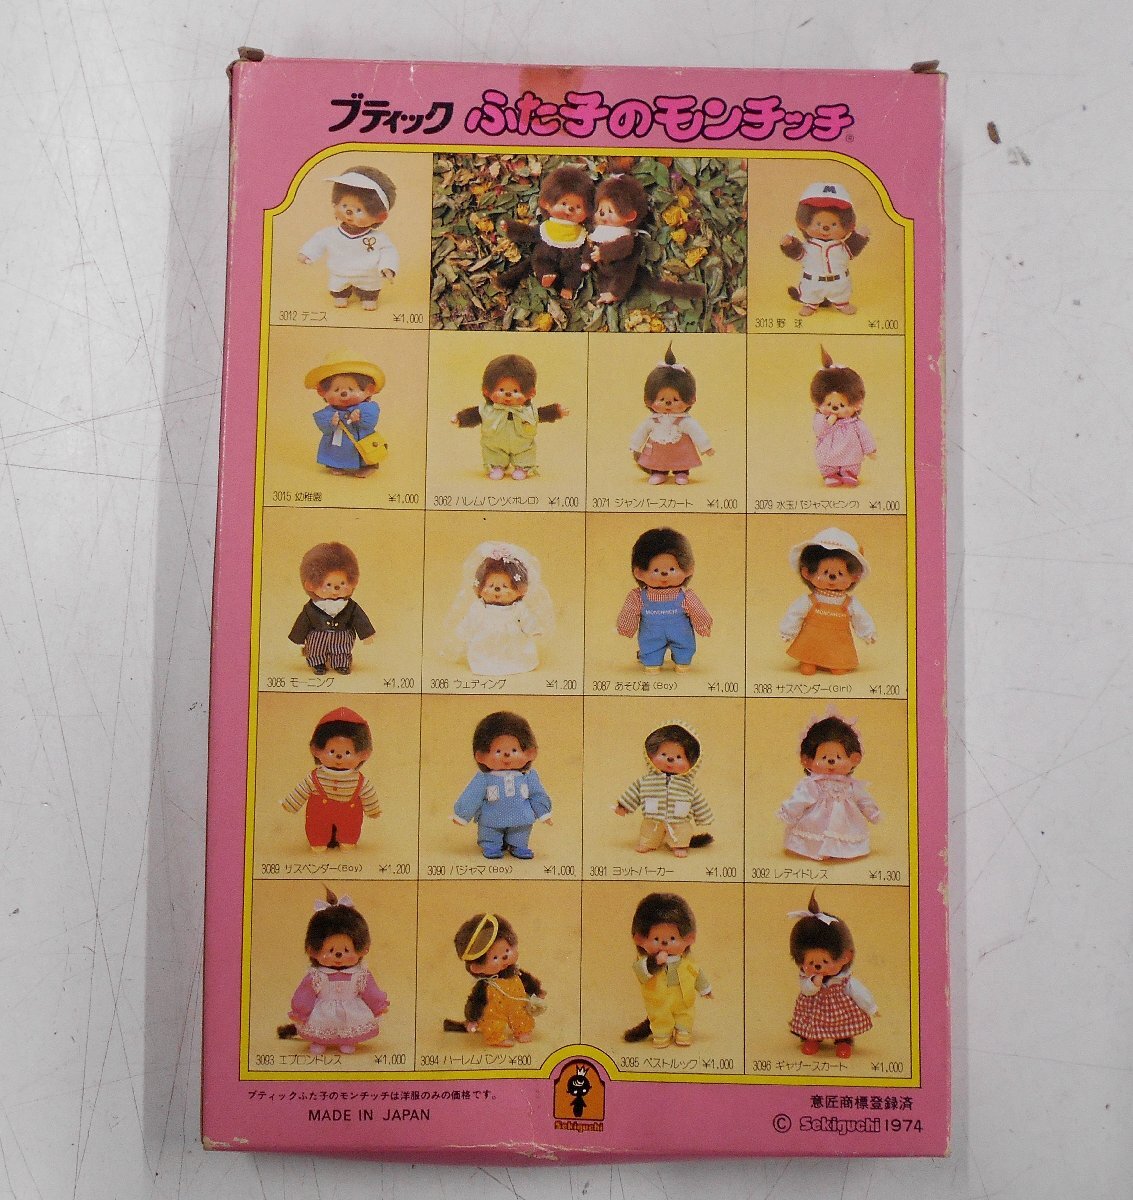 ブティック ふた子のモンチッチ®
3012 テニス ¥1,000
M
3013 野球 ¥1,000
3015 幼稚園 ¥1,000
3062 ハレムパンツ(ボレロ) ¥1,000
3071 ジャンパースカート ¥1,000
3079 水玉パジャマ(ピンク) ¥1,000
3085 モーニング ¥1,200
3086 ウェディング ¥1,200
MONCHHICHI
3087 あそび着(Boy) ¥1,000
MONCHHICHI
3088 サスペンダー(Girl) ¥1,200
3089 サスペンダー(Boy) ¥1,200
3090 パジャマ(Boy) ¥1,000
3091 ヨットパーカー ¥1,000
3092 レディドレス ¥1,300
3093 エプロンドレス ¥1,000
3094 ハーレムパンツ ¥800
3095 ベストルック ¥1,000
3096 ギャザースカート ¥1,000
ブティックふた子のモンチッチは洋服のみの価格です。
MADE IN JAPAN
Sekiguchi
意匠商標登録済
© Sekiguchi 1974